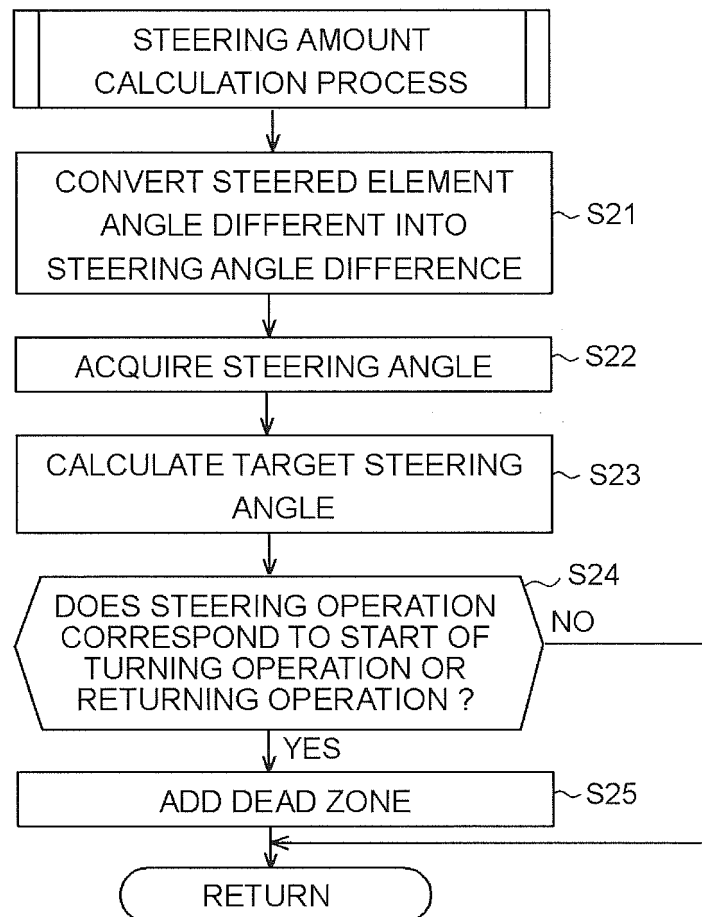 STEERING AMOUNT
CALCULATION PROCESS
CONVERT STEERED ELEMENT
ANGLE DIFFERENT INTO
STEERING ANGLE DIFFERENCE
S21
ACQUIRE STEERING ANGLE
S22
CALCULATE TARGET STEERING
ANGLE
S23
S24
DOES STEERING OPERATION
CORRESPOND TO START OF
TURNING OPERATION OR
RETURNING OPERATION ?
NO
YES
ADD DEAD ZONE
S25
RETURN